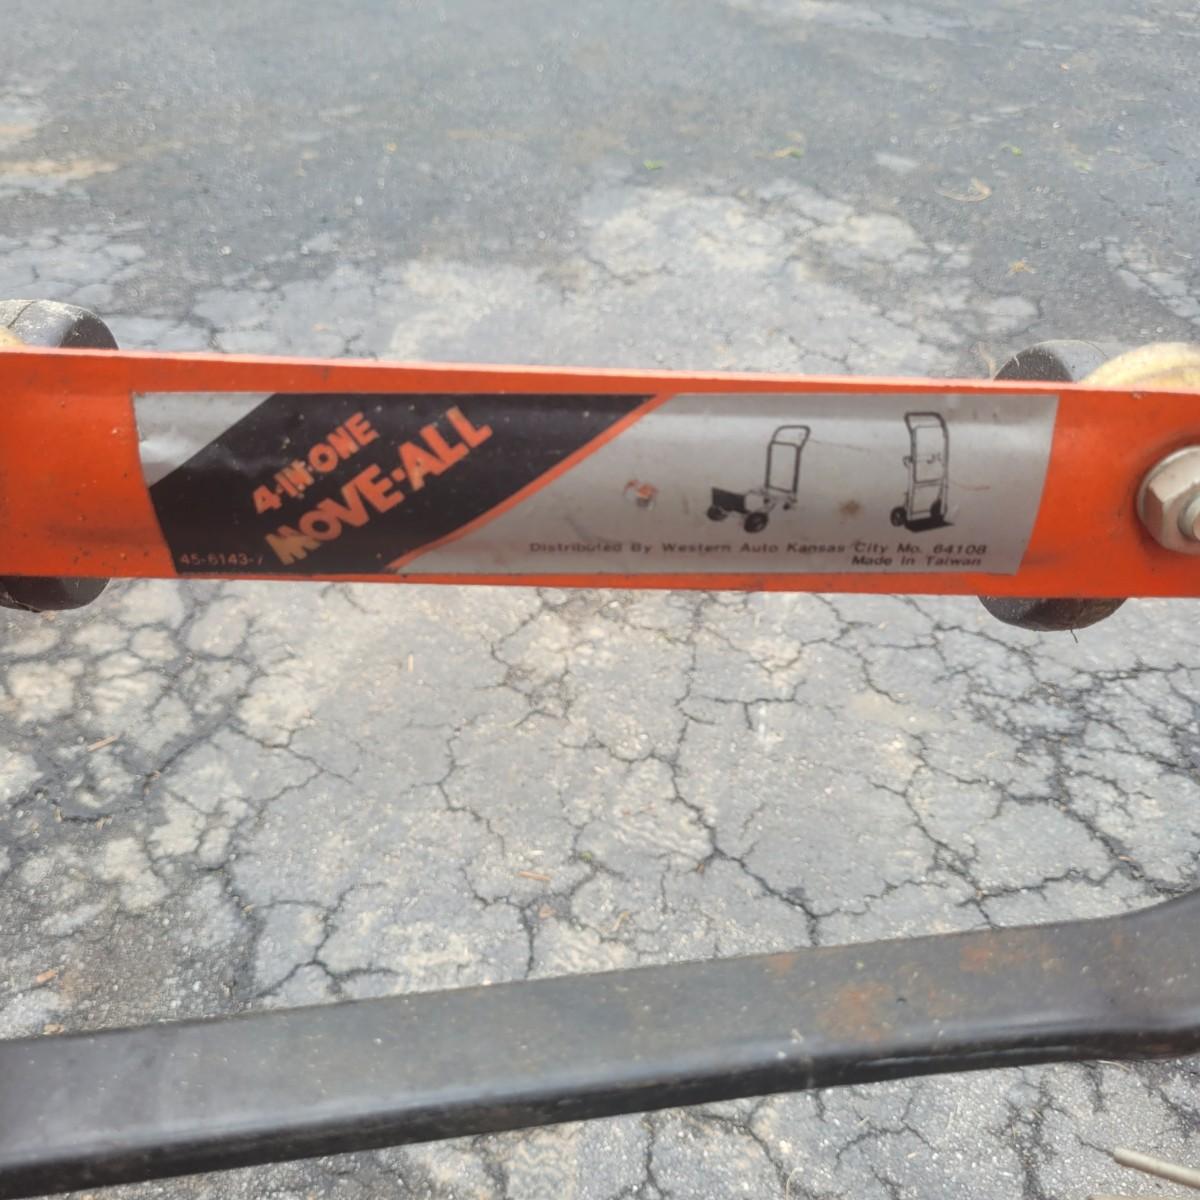 4-IN-ONE
MOVE-ALL
45-6143-7
Distributed By Western Auto Kansas City Mo. 64108
Made In Taiwan